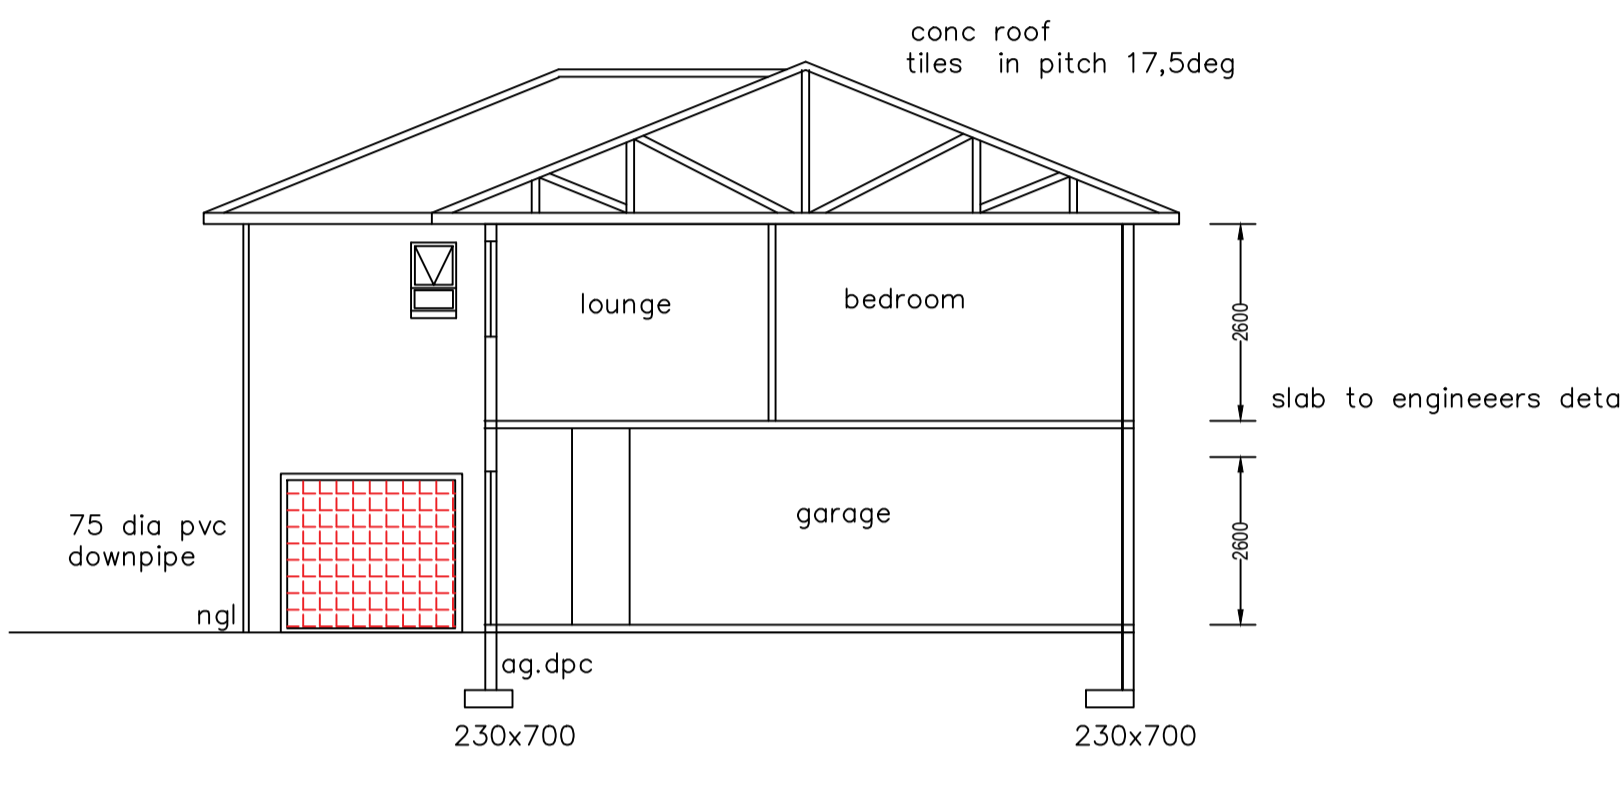 conc roof
tiles in pitch 17,5deg
lounge
bedroom
2600
slab to engineeers deta
garage
2600
75 dia pvc
downpipe
ngl
ag.dpc
230x700
230x700